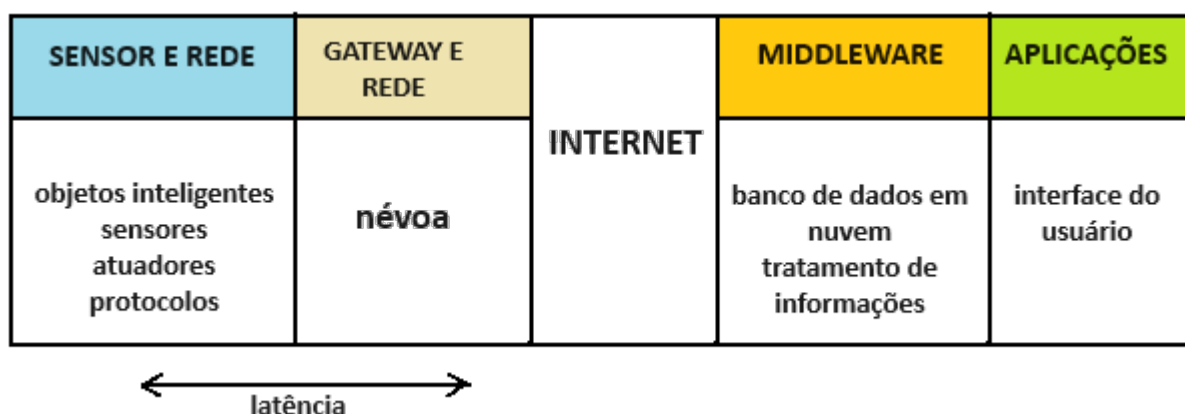 SENSOR E REDE
GATEWAY E
REDE
INTERNET
MIDDLEWARE
APLICAÇÕES
objetos inteligentes
sensores
atuadores
protocolos
névoa
banco de dados em
nuvem
tratamento de
informações
interface do
usuário
latência